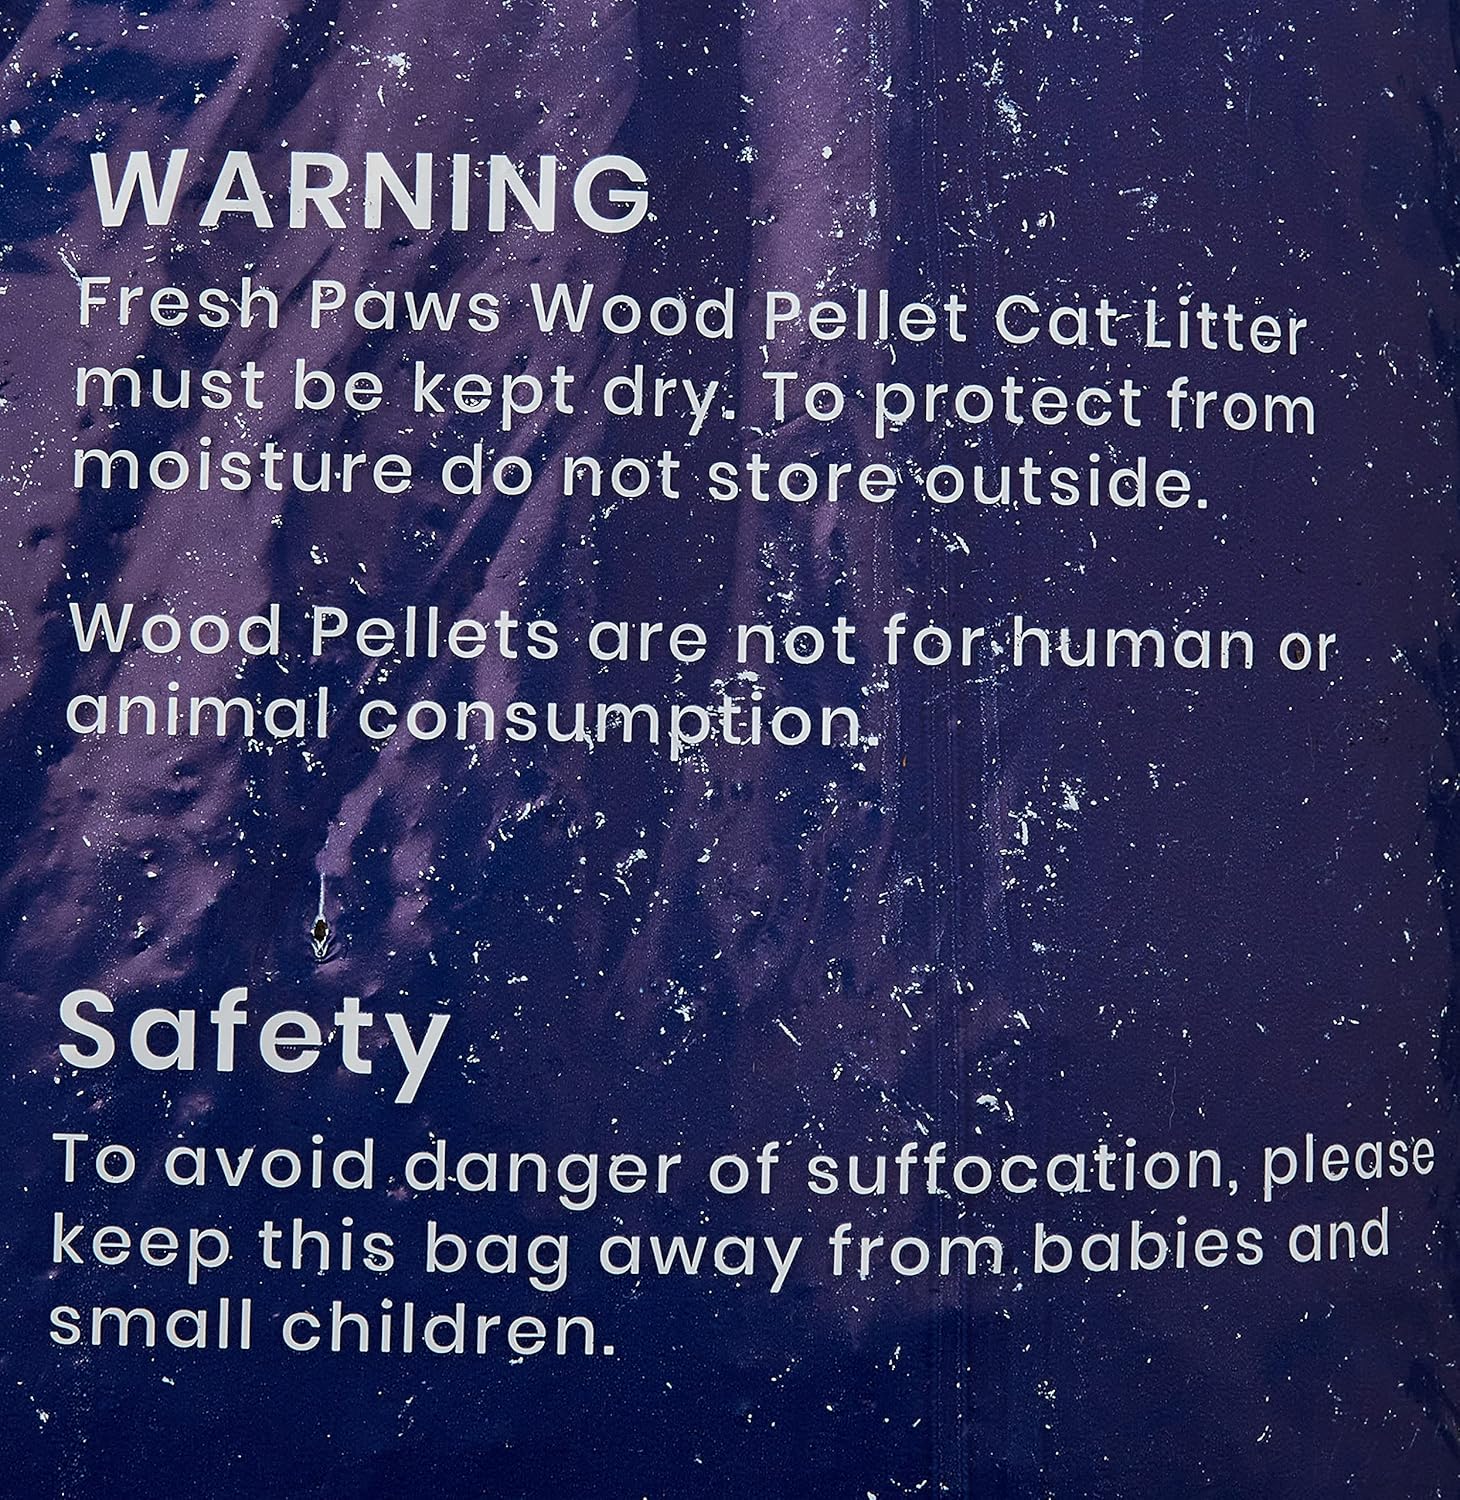 WARNING
Fresh Paws Wood Pellet Cat Litter
must be kept dry. To protect from
moisture do not store outside.
Wood Pellets are not for human or
animal consumption.
Safety
To avoid danger of suffocation, please
keep this bag away from babies and
small children.